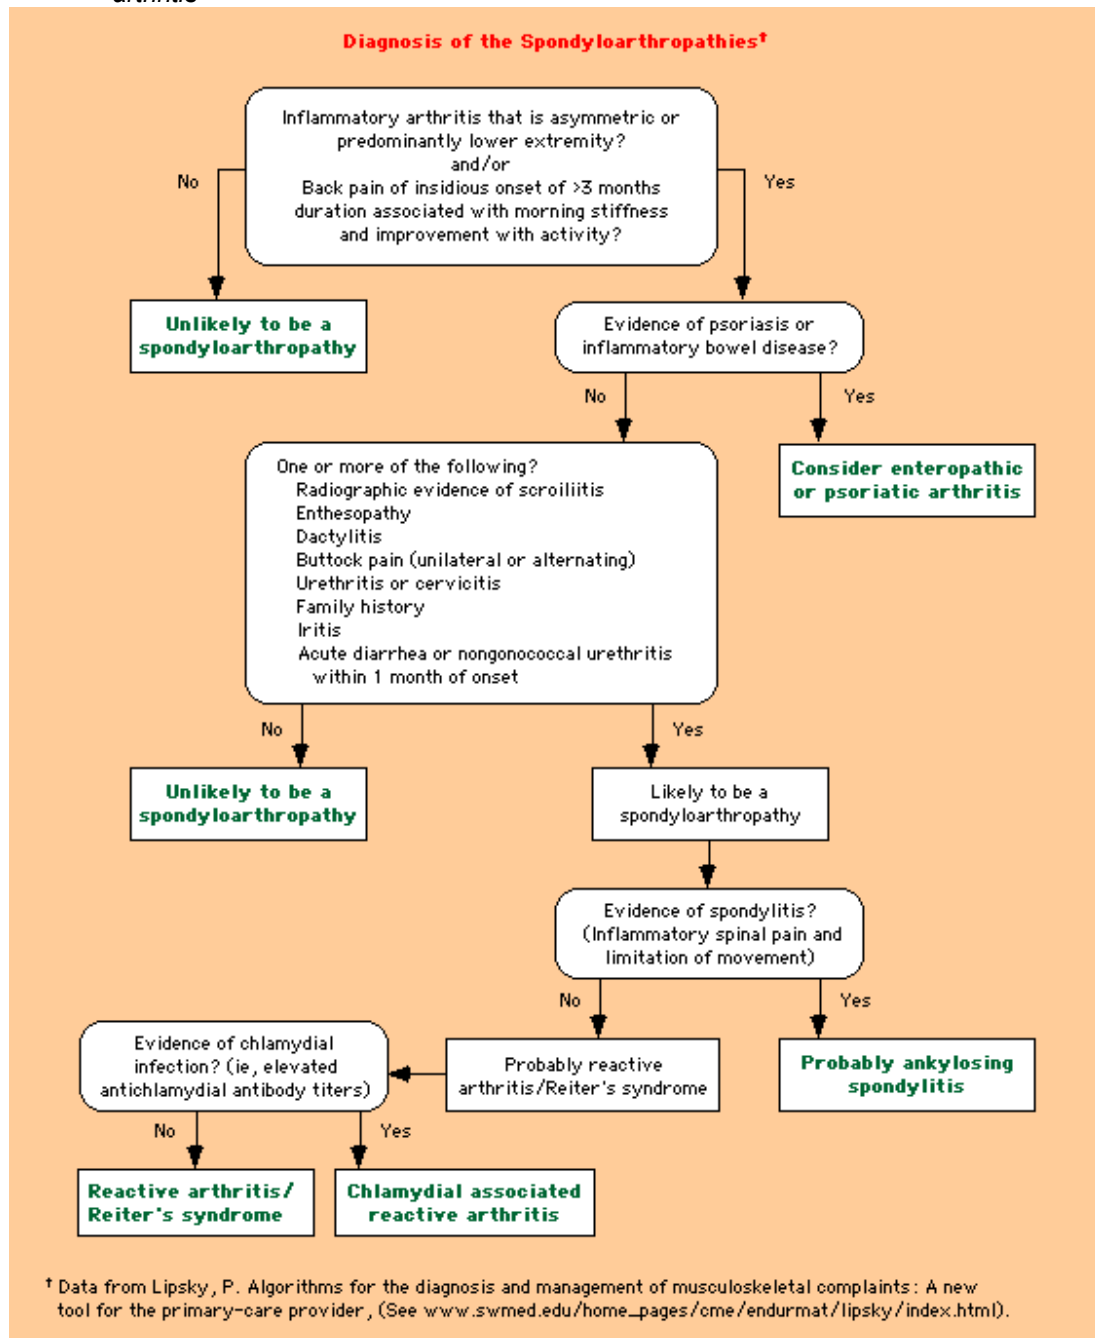 arthritis
Diagnosis of the Spondyloarthropathies†
Inflammatory arthritis that is asymmetric or
predominantly lower extremity?
and/or
Back pain of insidious onset of >3 months
duration associated with morning stiffness
and improvement with activity?
No
Yes
Unlikely to be a
spondyloarthropathy
Evidence of psoriasis or
inflammatory bowel disease?
No
Yes
Consider enteropathic
or psoriatic arthritis
One or more of the following?
Radiographic evidence of scroiliitis
Enthesopathy
Dactylitis
Buttock pain (unilateral or alternating)
Urethritis or cervicitis
Family history
Iritis
Acute diarrhea or nongonococcal urethritis
within 1 month of onset
No
Yes
Unlikely to be a
spondyloarthropathy
Likely to be a
spondyloarthropathy
Evidence of spondylitis?
(Inflammatory spinal pain and
limitation of movement)
No
Yes
Probably ankylosing
spondylitis
Probably reactive
arthritis/Reiter's syndrome
Evidence of chlamydial
infection? (ie, elevated
antichlamydial antibody titers)
No
Yes
Reactive arthritis/
Reiter's syndrome
Chlamydial associated
reactive arthritis
† Data from Lipsky, P. Algorithms for the diagnosis and management of musculoskeletal complaints: A new
tool for the primary-care provider, (See www.swmed.edu/home_pages/cme/endurmat/lipsky/index.html).